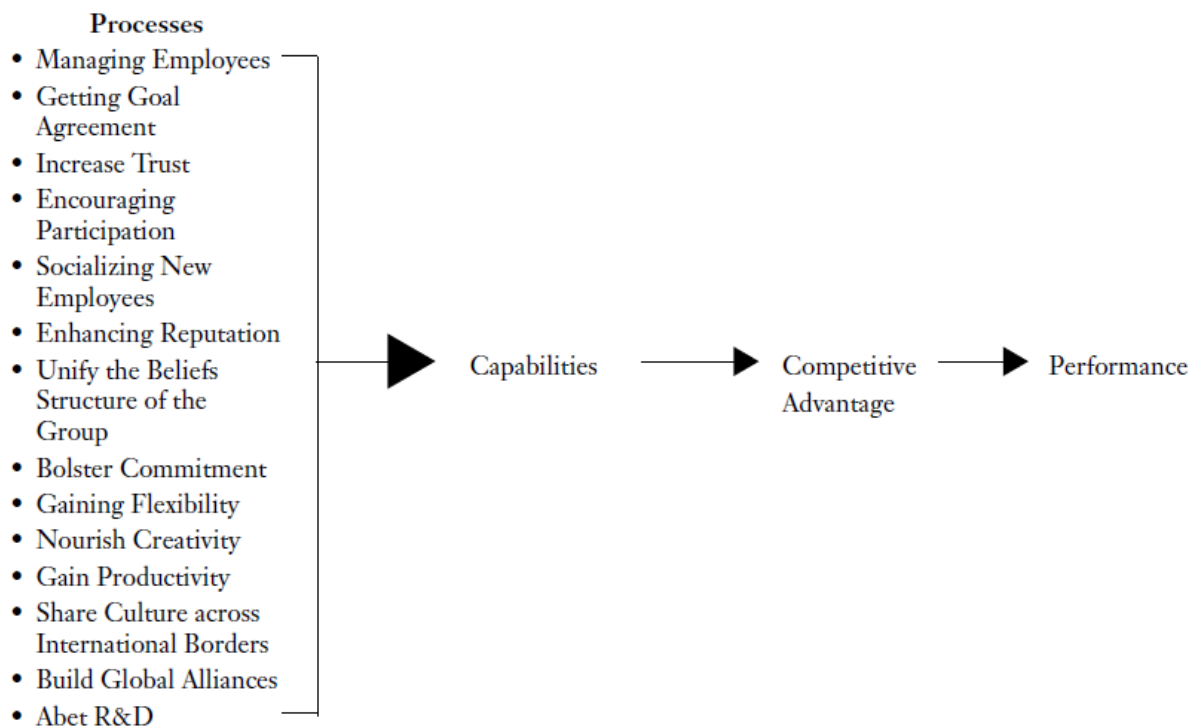 Processes
• Managing Employees
• Getting Goal
Agreement
• Increase Trust
• Encouraging
Participation
• Socializing New
Employees
• Enhancing Reputation
• Unify the Beliefs
Structure of the
Group
• Bolster Commitment
• Gaining Flexibility
• Nourish Creativity
• Gain Productivity
• Share Culture across
International Borders
• Build Global Alliances
• Abet R&D
Capabilities
Competitive
Advantage
Performance